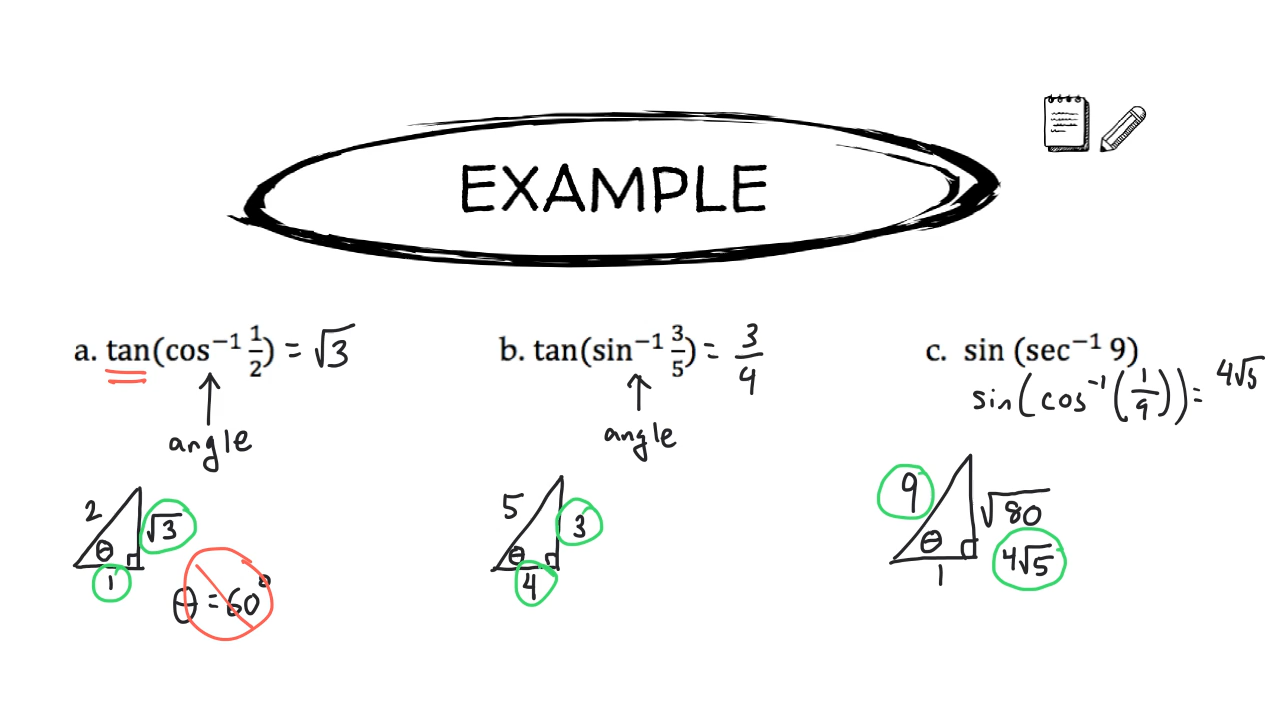 EXAMPLE
a. tan(cos⁻¹ 1/2) = √3
angle
2
√3
θ
1
θ = 60°
b. tan(sin⁻¹ 3/5) = 3/4
angle
5
3
θ
4
c. sin (sec⁻¹ 9)
sin(cos⁻¹(1/9)) = 4√5
9
√80
θ
4√5
1